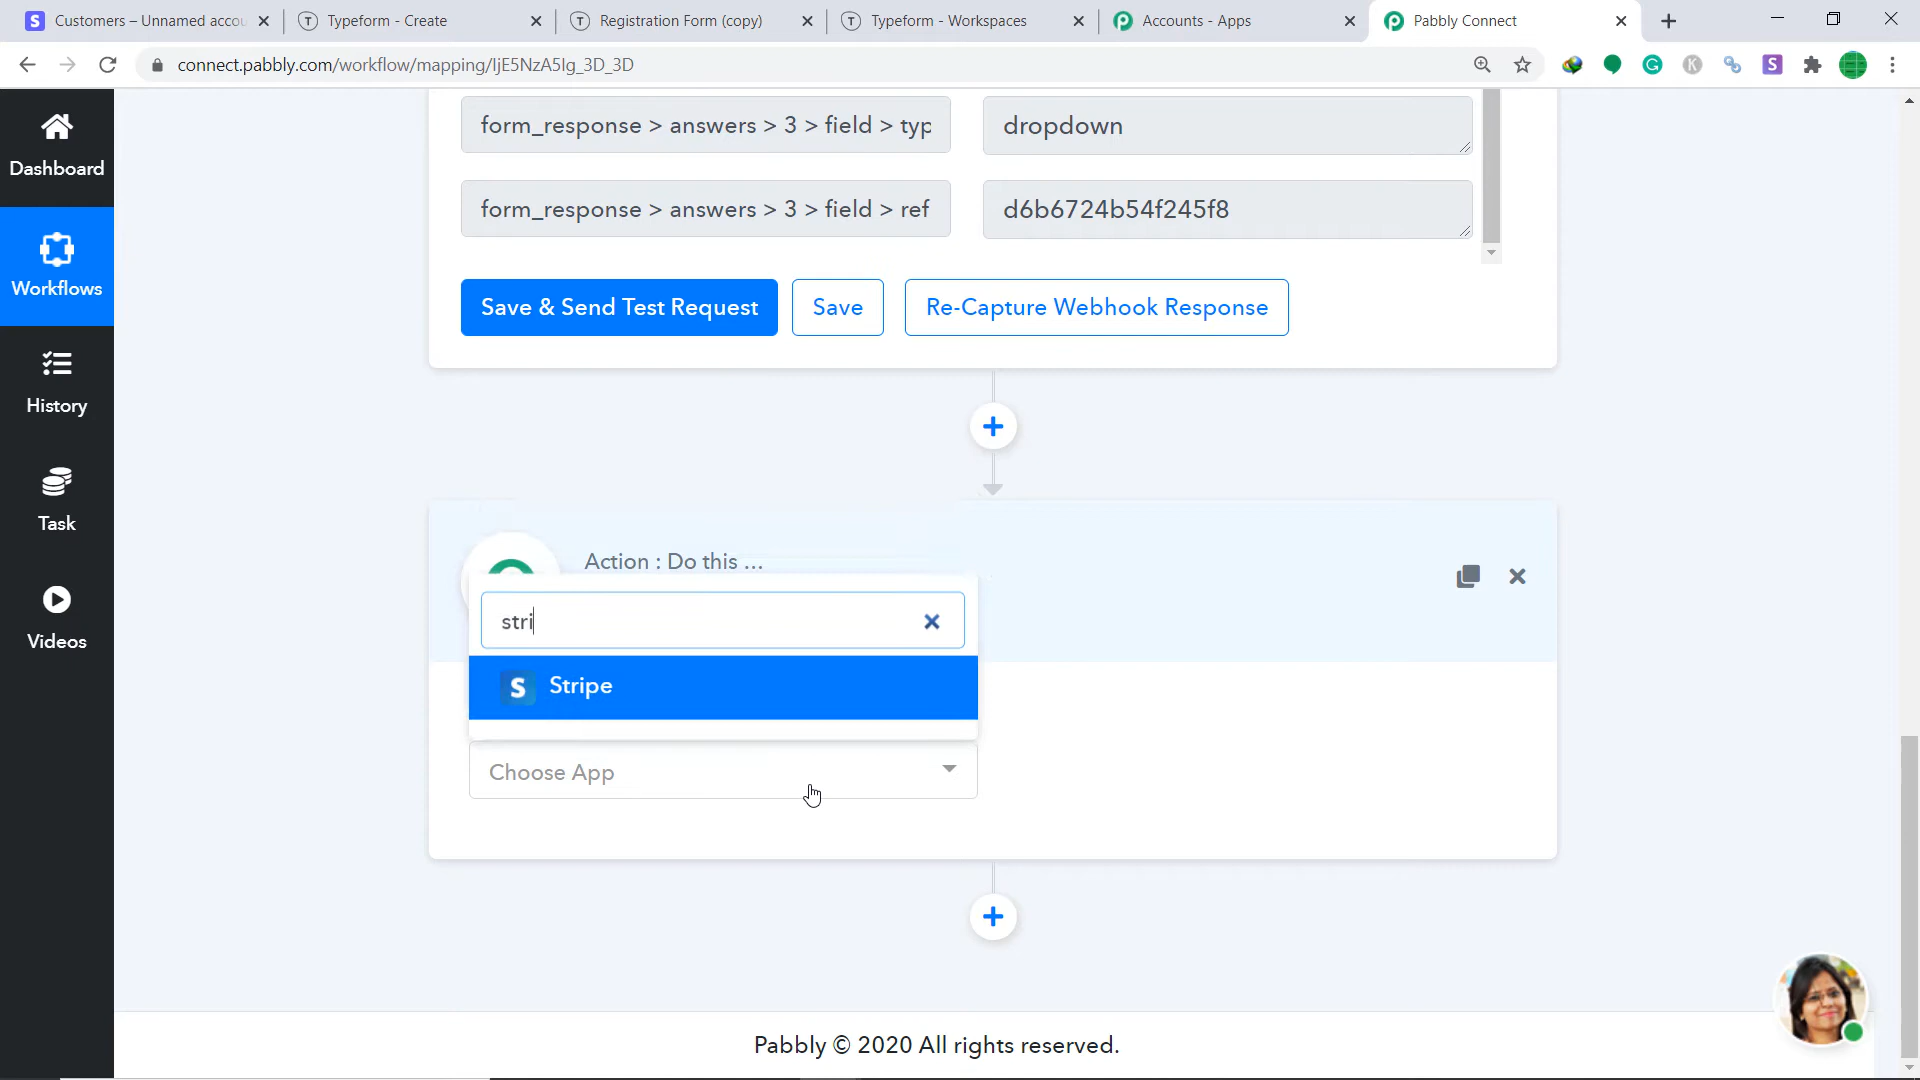 Customers – Unnamed accou
Typeform - Create
Registration Form (copy)
Typeform - Workspaces
Accounts - Apps
Pabbly Connect
connect.pabbly.com/workflow/mapping/IjE5NzA5Ig_3D_3D
Dashboard
Workflows
History
Task
Videos
form_response > answers > 3 > field > typ
dropdown
form_response > answers > 3 > field > ref
d6b6724b54f245f8
Save & Send Test Request
Save
Re-Capture Webhook Response
Action : Do this ...
stri
Stripe
Choose App
Pabbly © 2020 All rights reserved.